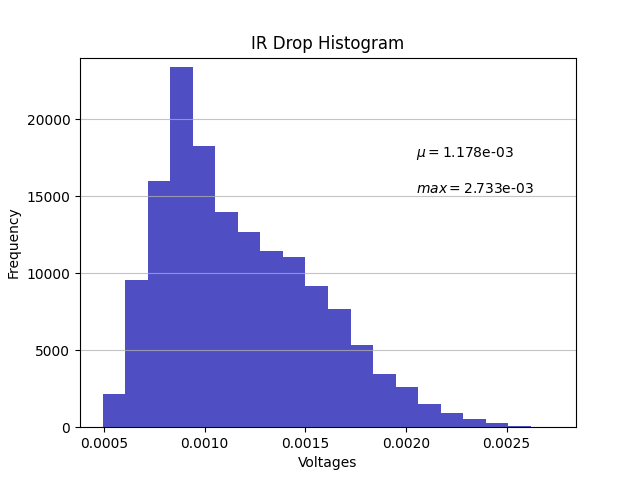 IR Drop Histogram
Frequency
20000
15000
10000
5000
0
μ = 1.178e-03
max = 2.733e-03
0.0005 0.0010 0.0015 0.0020 0.0025
Voltages